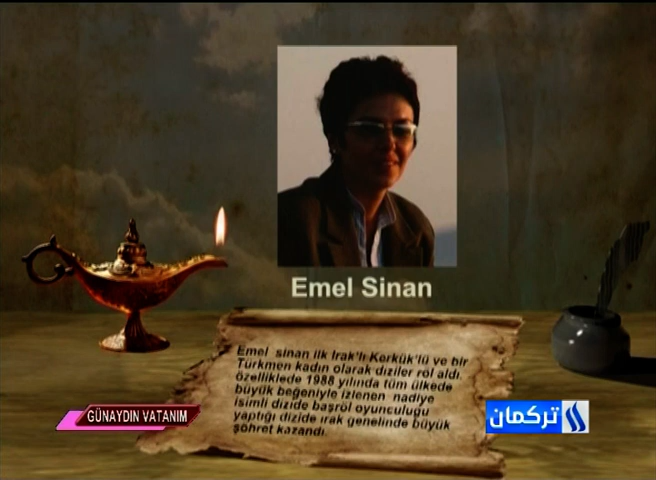 Emel Sinan
Emel sinan ilk Irak'lı Kerkük'lü ve bir
Türkmen kadın olarak diziler röl aldı.
özelliklede 1988 yılında tüm ülkede
büyük beğeniyle izlenen nadiye
isimli dizide başröl oyunculuğu
yaptığı dizide ırak genelinde büyük
şöhret kazandı.
GÜNAYDIN VATANIM
تركمان